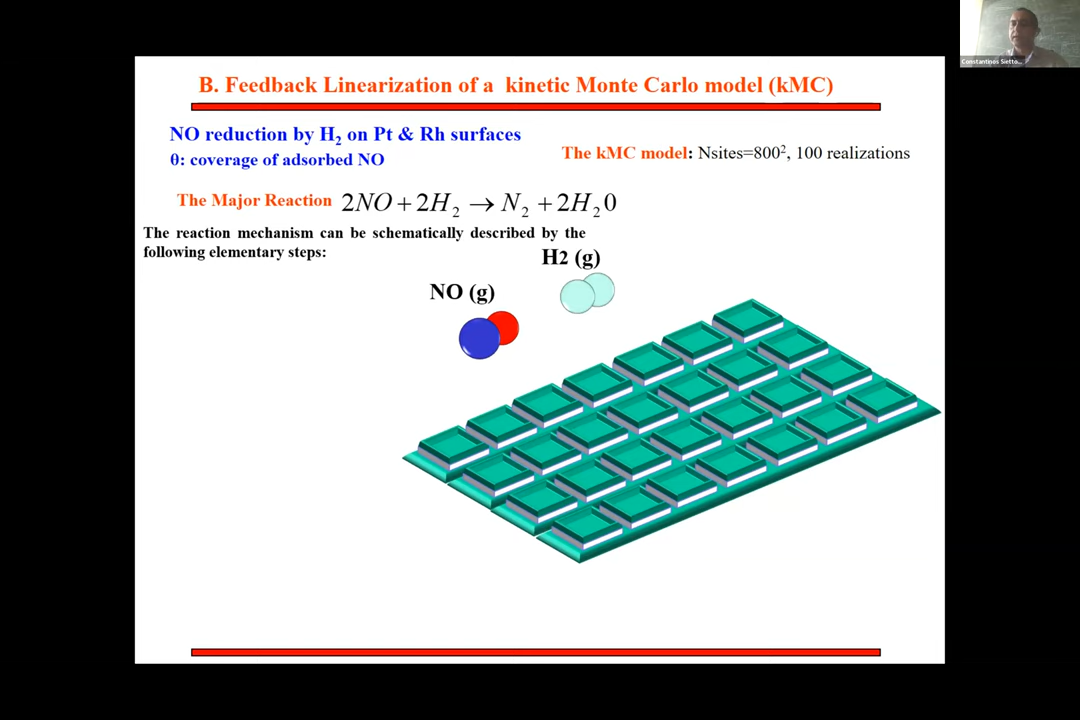 B. Feedback Linearization of a kinetic Monte Carlo model (kMC)
NO reduction by H₂ on Pt & Rh surfaces
θ: coverage of adsorbed NO
The kMC model: Nsites=800², 100 realizations
The Major Reaction 2NO + 2H₂ → N₂ + 2H₂0
The reaction mechanism can be schematically described by the
following elementary steps:
H2 (g)
NO (g)
Constantinos Sietto...